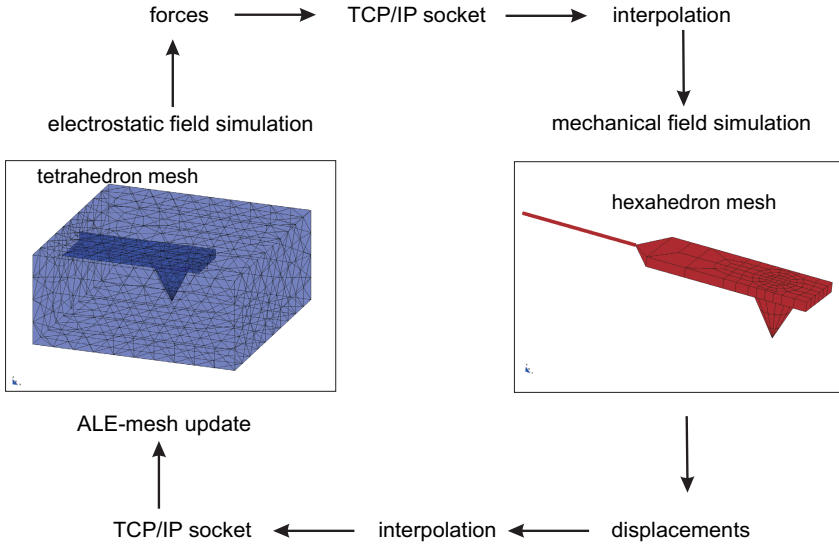 forces
TCP/IP socket
interpolation
electrostatic field simulation
mechanical field simulation
tetrahedron mesh
hexahedron mesh
ALE-mesh update
TCP/IP socket
interpolation
displacements